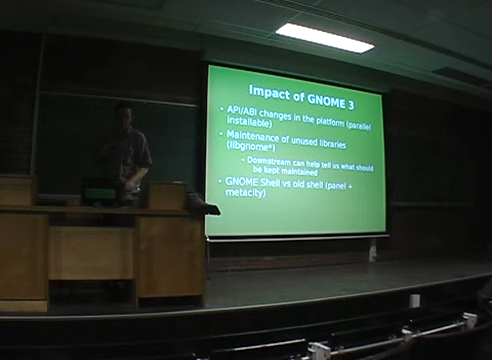 Impact of GNOME 3
• API/ABI changes in the platform (parallel
installable)
• Maintenance of unused libraries
(libgnome*)
– Downstream can help tell us what should
be kept maintained
• GNOME Shell vs old shell (panel +
metacity)